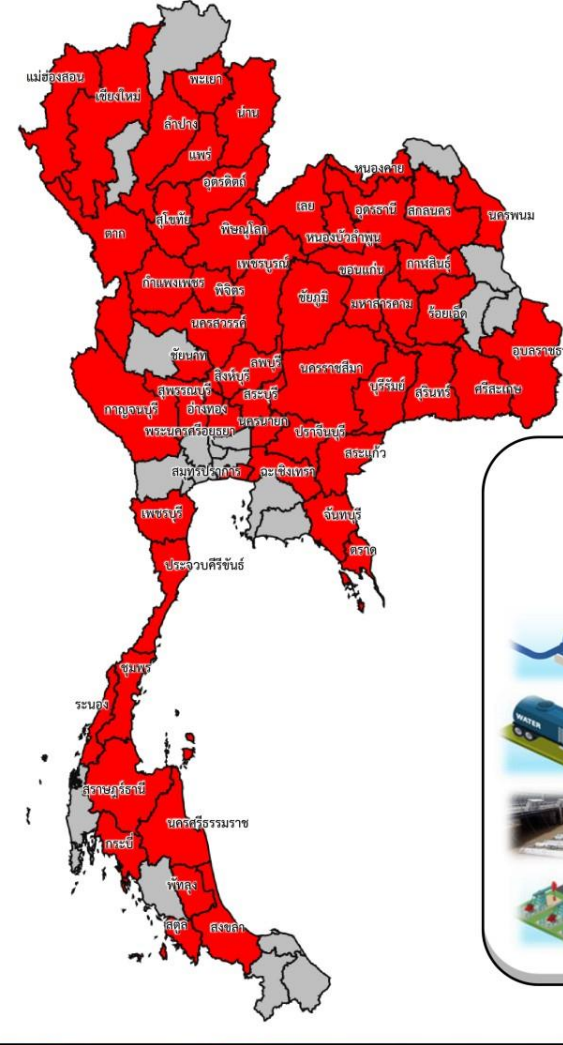 แม่ฮ่องสอน
เชียงใหม่
พะเยา
น่าน
ลำปาง
แพร่
อุตรดิตถ์
หนองคาย
เลย
อุดรธานี
สกลนคร
นครพนม
ตาก
สุโขทัย
พิษณุโลก
หนองบัวลำพูน
เพชรบูรณ์
ขอนแก่น
กาฬสินธุ์
กำแพงเพชร
พิจิตร
ชัยภูมิ
มหาสารคาม
ร้อยเอ็ด
นครสวรรค์
อุบลราชธ
ชัยนาท
ลพบุรี
นครราชสีมา
สิงห์บุรี
สุพรรณบุรี
สระบุรี
บุรีรัมย์
สุรินทร์
ศรีสะเกษ
กาญจนบุรี
อ่างทอง
นครนายก
พระนครศรีอยุธยา
ปราจีนบุรี
สระแก้ว
สมุทรปราการ
ฉะเชิงเทรา
เพชรบุรี
จันทบุรี
ตราด
ประจวบคีรีขันธ์
ชุมพร
ระนอง
สุราษฎร์ธานี
นครศรีธรรมราช
กระบี่
พัทลุง
สตูล
สงขลา
WATER